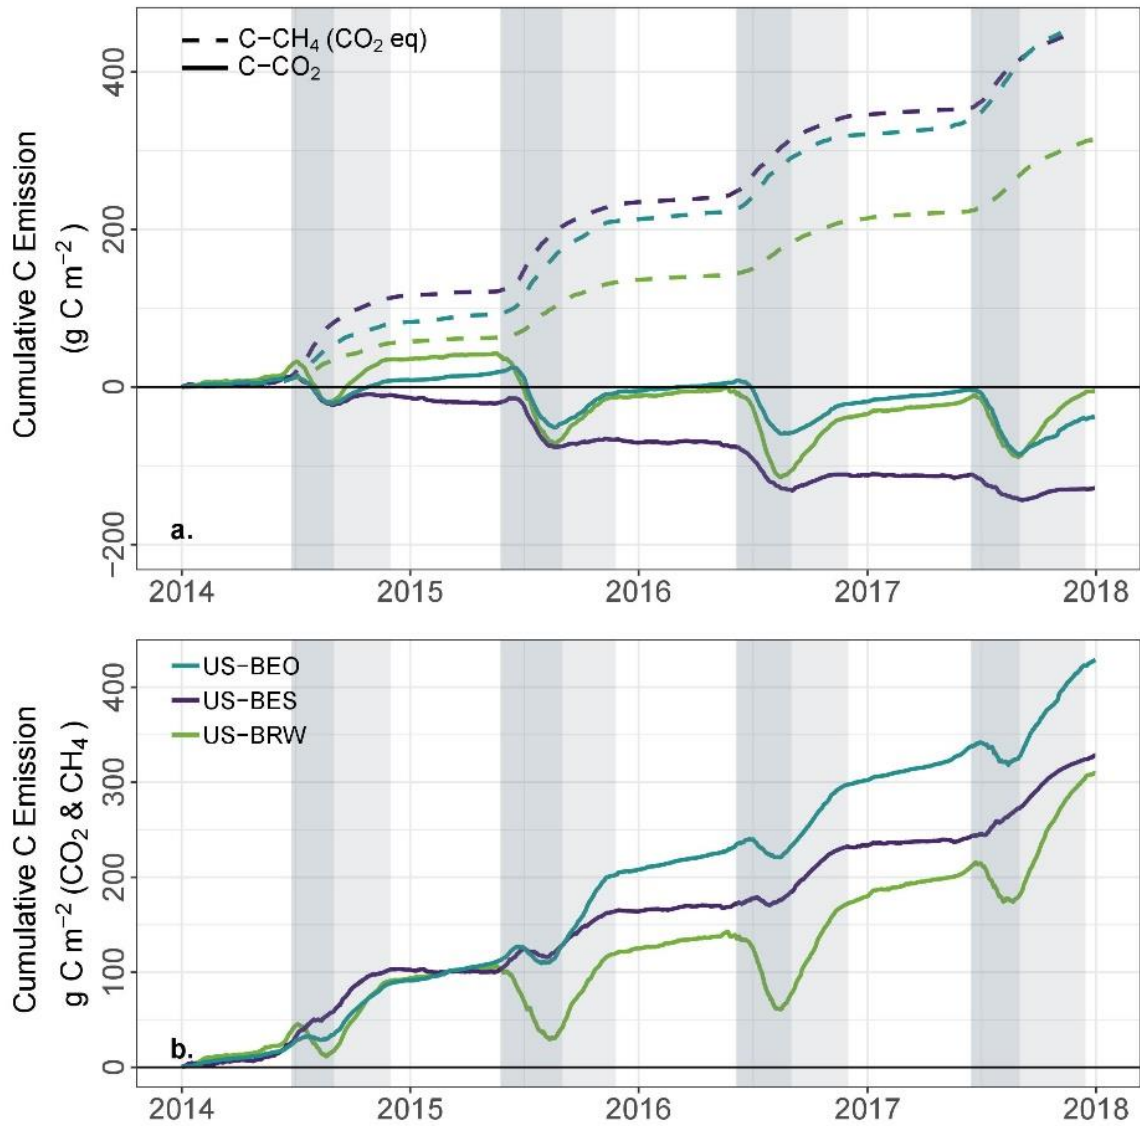 C−CH₄ (CO₂ eq)
C−CO₂
Cumulative C Emission
(g C m⁻²)
400
200
0
−200
a.
2014 2015 2016 2017 2018
US−BEO
US−BES
US−BRW
Cumulative C Emission
g C m⁻² (CO₂ & CH₄ )
400
300
200
100
0
b.
2014 2015 2016 2017 2018